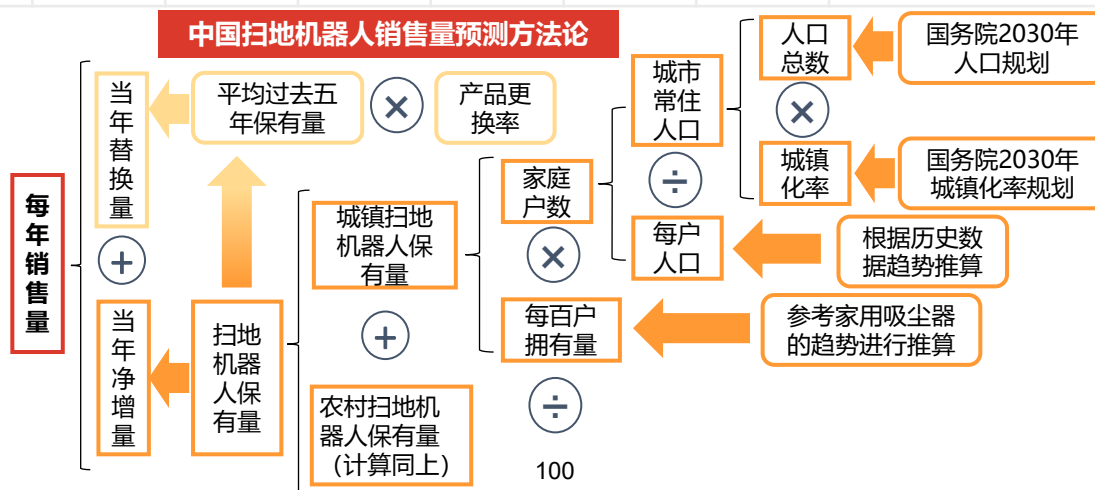 中国扫地机器人销售量预测方法论
每年销售量
当年替换量
+
当年净增量
平均过去五
年保有量
×
产品更
换率
扫地
机器
人保
有量
城镇扫地
机器人保
有量
+
农村扫地机
器人保有量
（计算同上）
家庭
户数
×
每百户
拥有量
÷
100
城市
常住
人口
÷
每户
人口
人口
总数
×
城镇
化率
国务院2030年
人口规划
国务院2030年
城镇化率规划
根据历史数
据趋势推算
参考家用吸尘器
的趋势进行推算